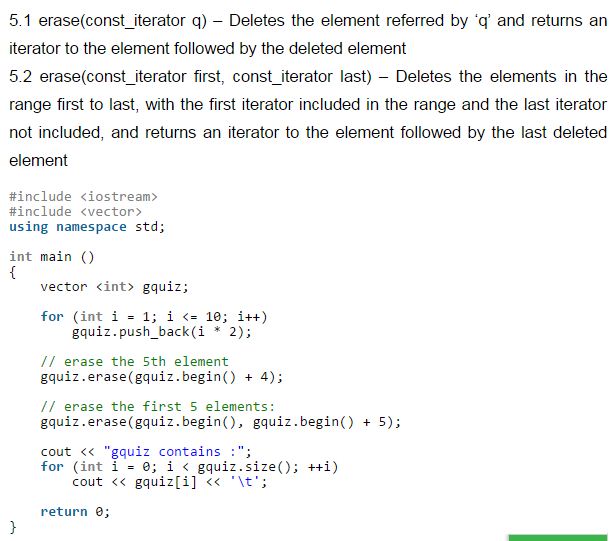 5.1 erase(const_iterator q) – Deletes the element referred by ‘q’ and returns an
iterator to the element followed by the deleted element
5.2 erase(const_iterator first, const_iterator last) – Deletes the elements in the
range first to last, with the first iterator included in the range and the last iterator
not included, and returns an iterator to the element followed by the last deleted
element
#include <iostream>
#include <vector>
using namespace std;
int main ()
{
    vector <int> gquiz;
    for (int i = 1; i <= 10; i++)
        gquiz.push_back(i * 2);
    // erase the 5th element
    gquiz.erase(gquiz.begin() + 4);
    // erase the first 5 elements:
    gquiz.erase(gquiz.begin(), gquiz.begin() + 5);
    cout << "gquiz contains :";
    for (int i = 0; i < gquiz.size(); ++i)
        cout << gquiz[i] << '\t';
    return 0;
}